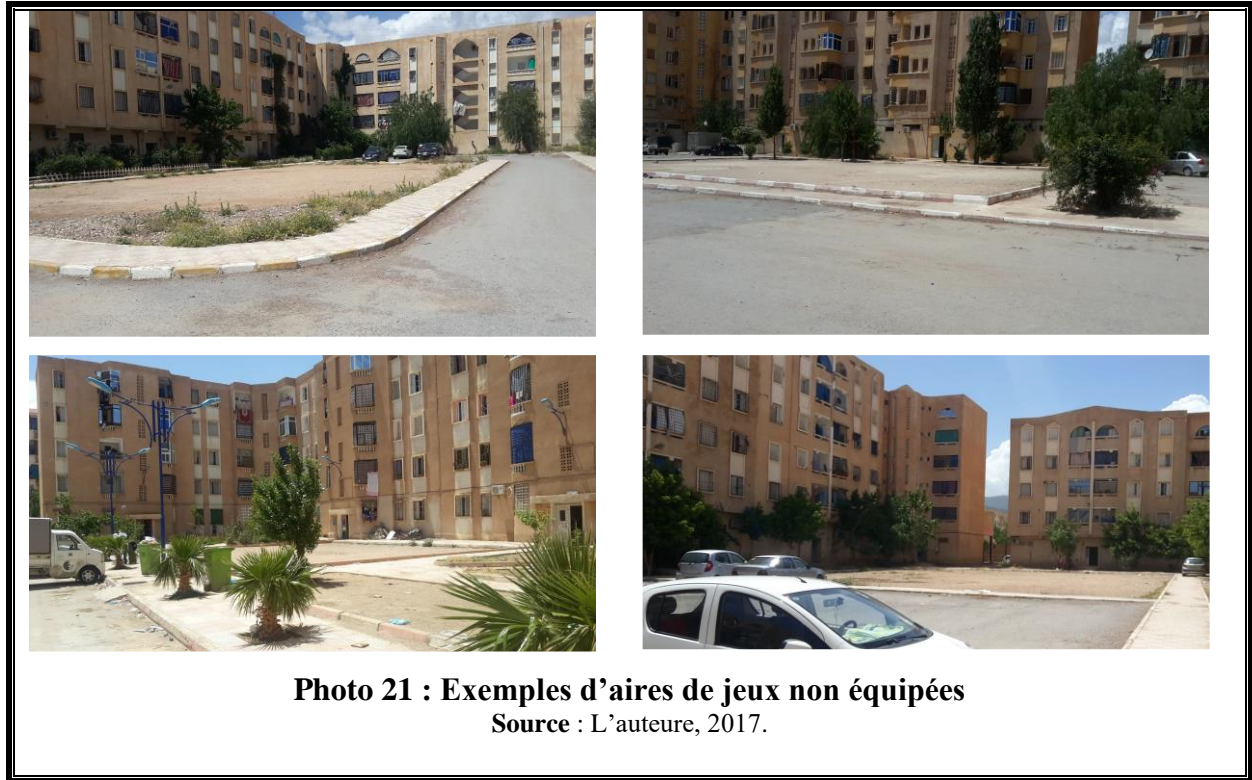 Photo 21 : Exemples d’aires de jeux non équipées
Source : L’auteure, 2017.